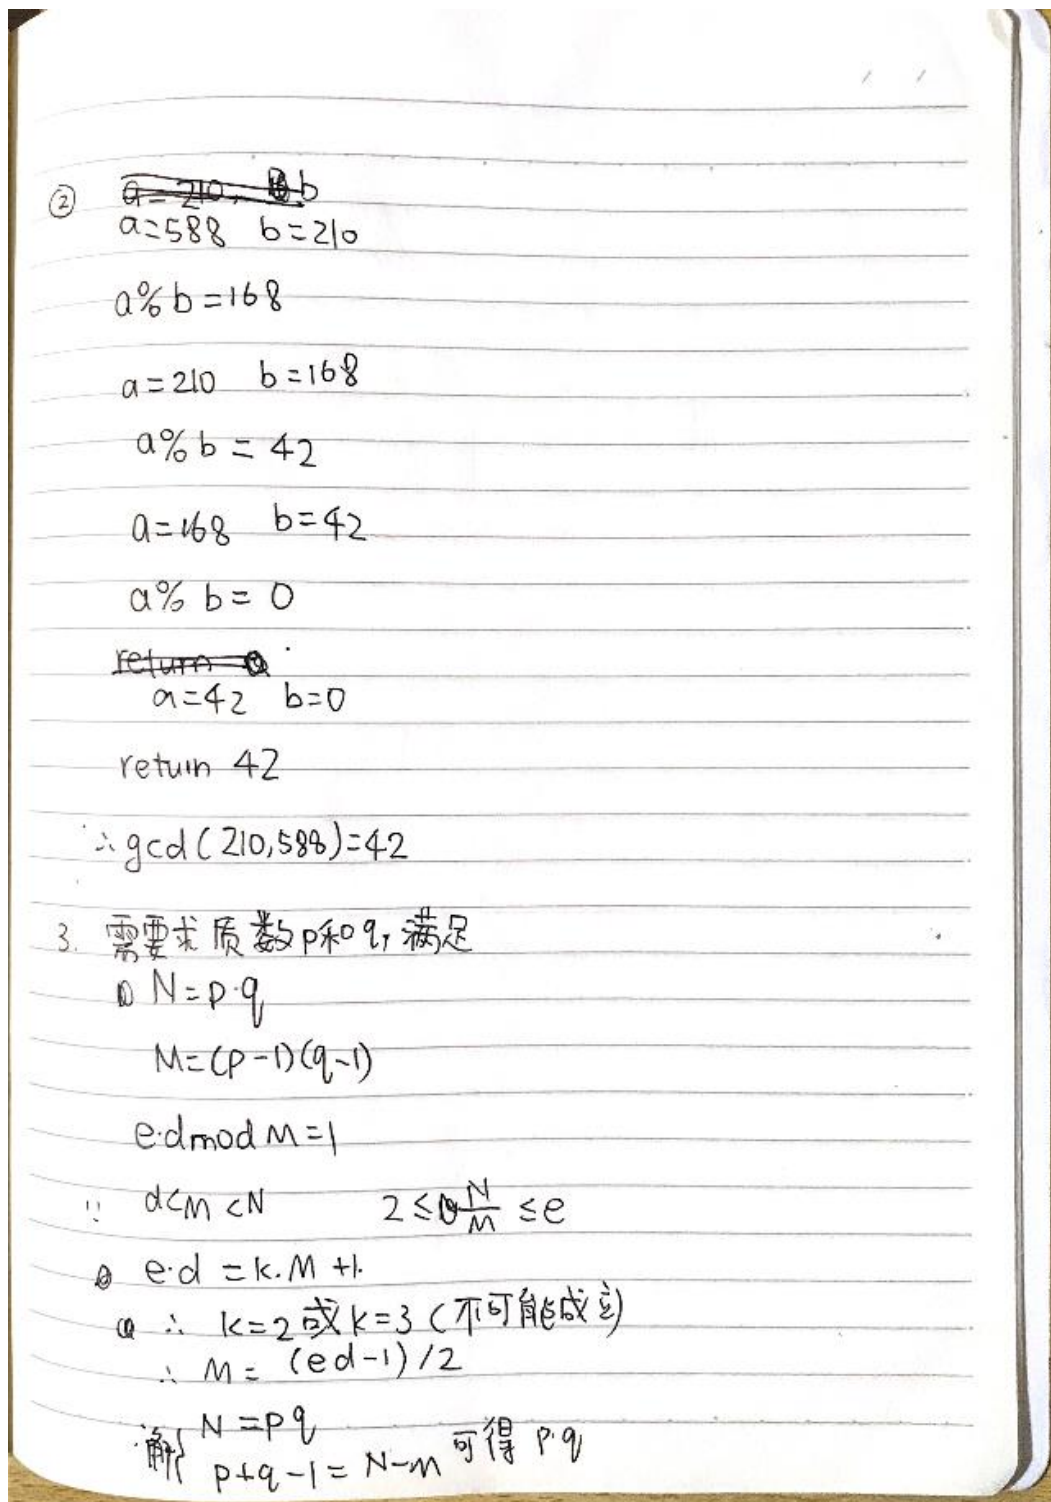 ② a=588 b=210
a%b=168
a=210 b=168
a%b=42
a=168 b=42
a%b=0
a=42 b=0
return 42
∴gcd(210,588)=42
3. 需要求质数p和q,满足
① N=p·q
M=(p-1)(q-1)
e·d mod M=1
∵ d<M<N 2≤ N/M ≤e
e·d=k·M+1
∴ k=2或k=3(不可能成立)
∴ M=(ed-1)/2
解{ N=pq
p+q-1=N-M 可得 p·q